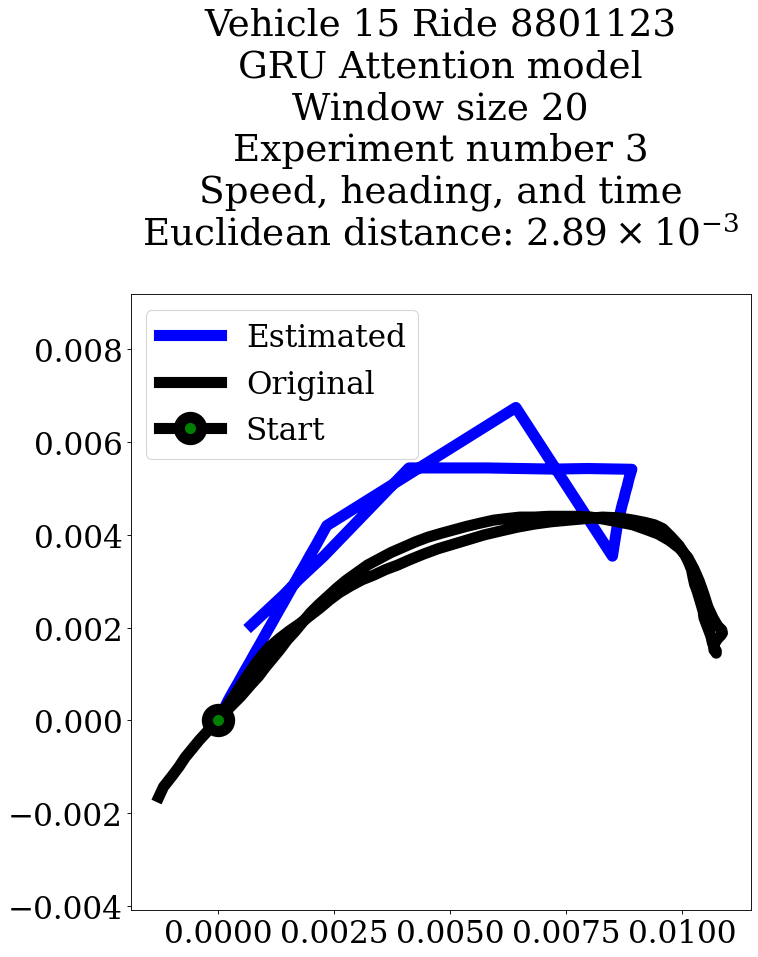 Vehicle 15 Ride 8801123
GRU Attention model
Window size 20
Experiment number 3
Speed, heading, and time
Euclidean distance: 2.89 × 10⁻³
Estimated
Original
Start
0.008
0.006
0.004
0.002
0.000
−0.002
−0.004
0.0000 0.0025 0.0050 0.0075 0.0100